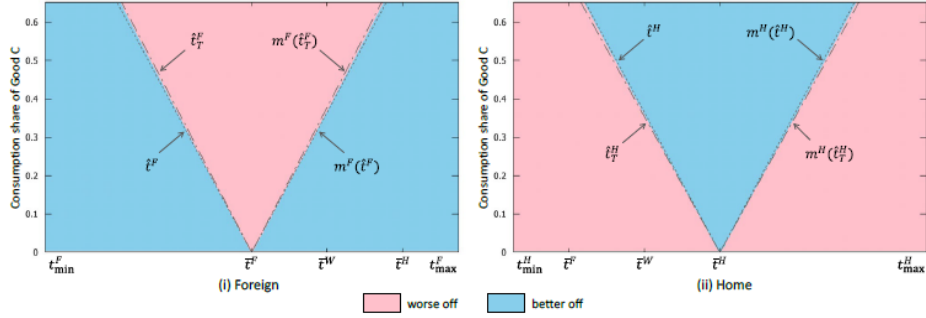 Consumption share of Good C
0.6
0.5
0.4
0.3
0.2
0.1
0
t̂_T^F
m^F(t̂_T^F)
t̂^F
m^F(t̂^F)
t_min^F
t̄^F
t̄^W
t̄^H
t_max^F
(i) Foreign
Consumption share of Good C
0.6
0.5
0.4
0.3
0.2
0.1
0
t̂^H
m^H(t̂^H)
t̂_T^H
m^H(t̂_T^H)
t_min^H
t̄^F
t̄^W
t̄^H
t_max^H
(ii) Home
worse off
better off